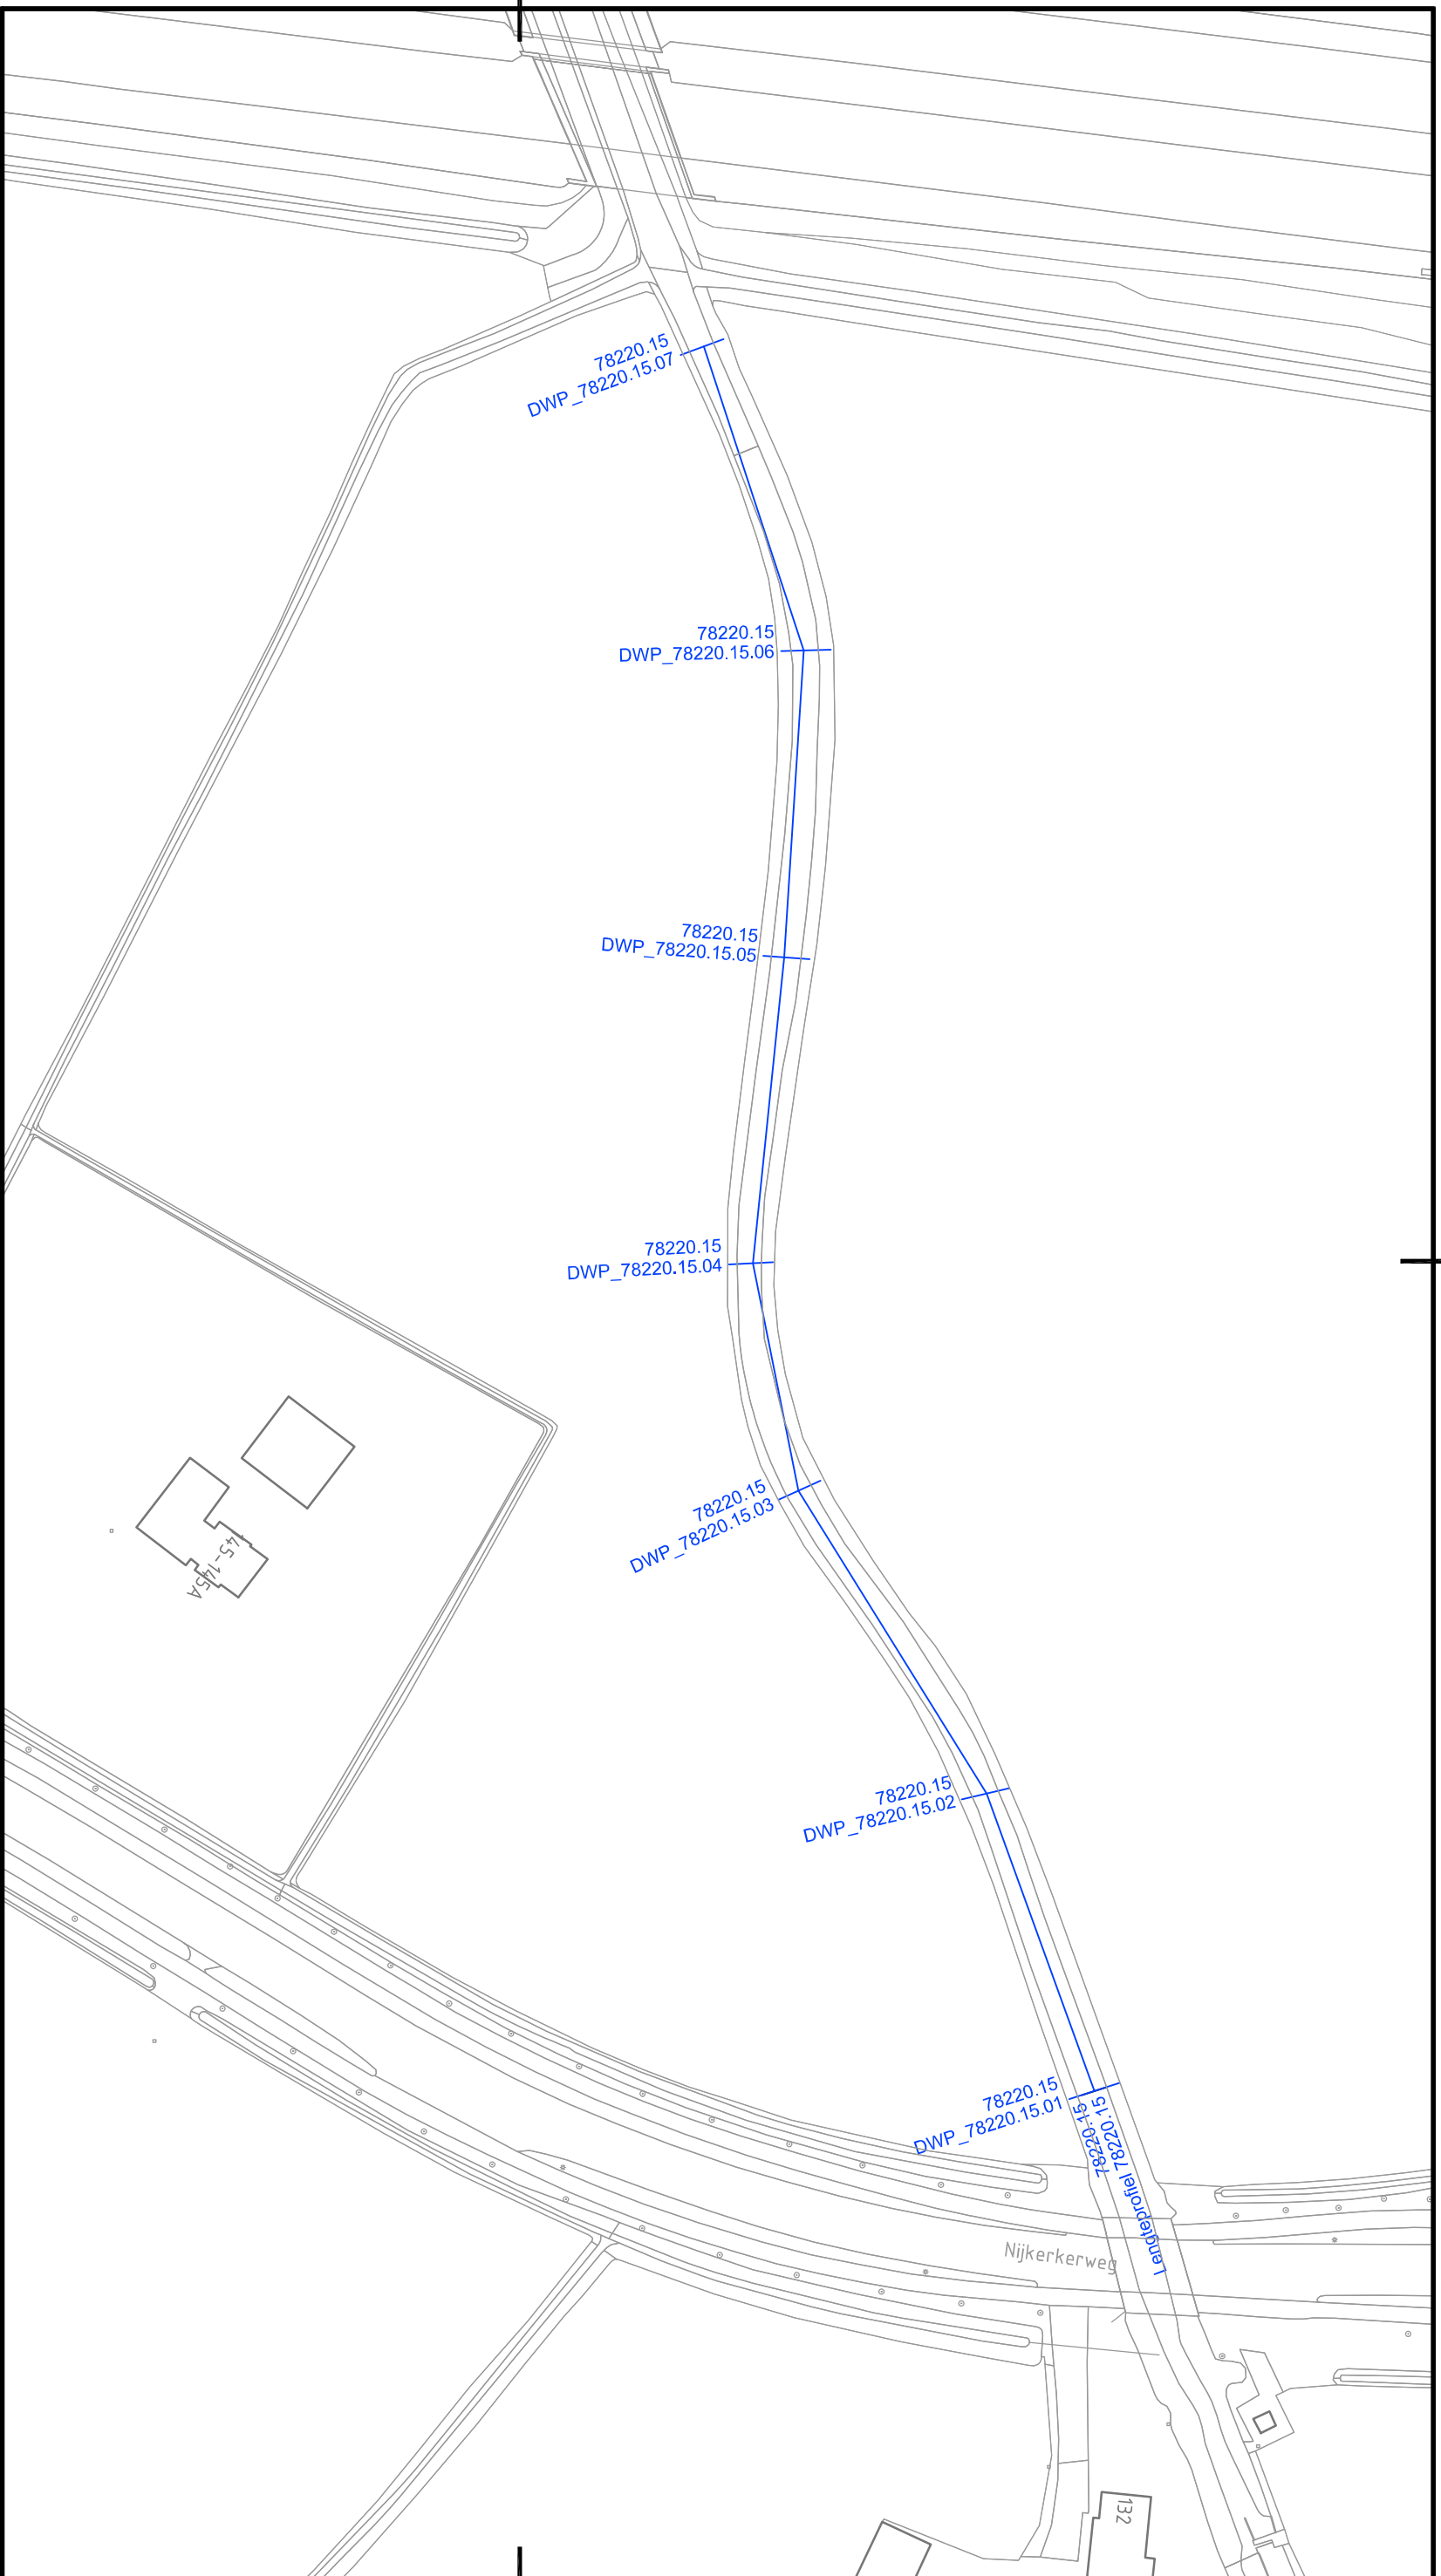 78220.15
DWP_78220.15.07
78220.15
DWP_78220.15.06
78220.15
DWP_78220.15.05
78220.15
DWP_78220.15.04
78220.15
DWP_78220.15.03
45-145A
78220.15
DWP_78220.15.02
78220.15
DWP_78220.15.01
78220.15
Lengteprofiel 78220.15
Nijkerkerweg
132